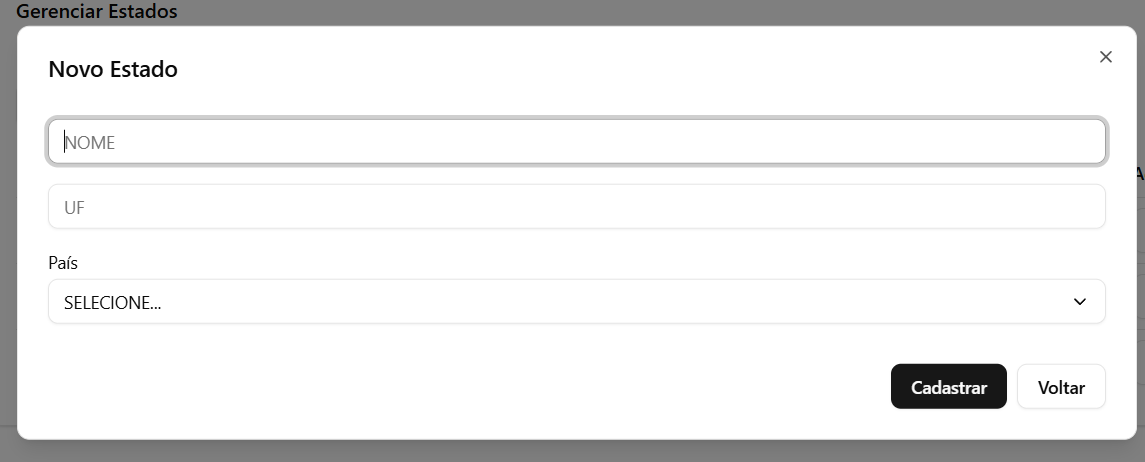 Gerenciar Estados
Novo Estado
NOME
UF
País
SELECIONE...
Cadastrar
Voltar